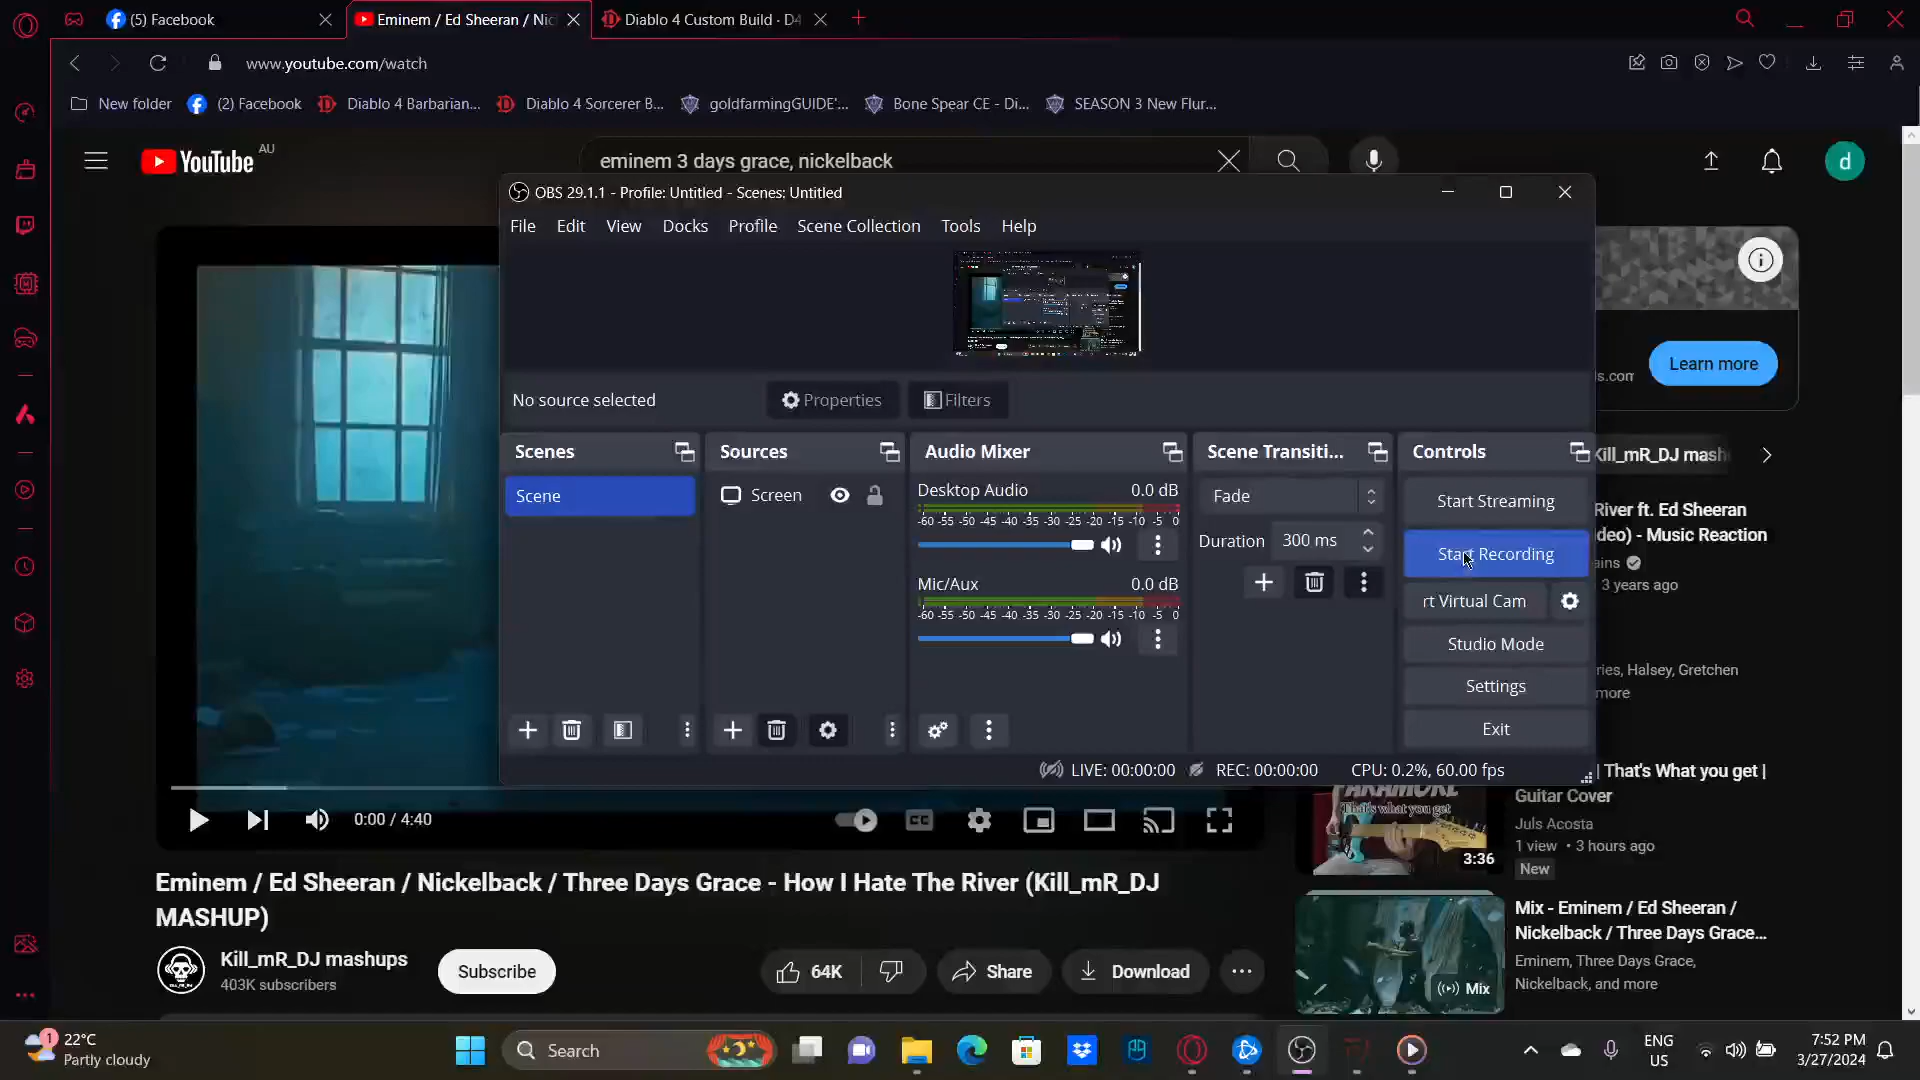 (5) Facebook
Eminem / Ed Sheeran / Nic
Diablo 4 Custom Build - D4
www.youtube.com/watch
New folder
(2) Facebook
Diablo 4 Barbarian...
Diablo 4 Sorcerer B...
goldfarmingGUIDE'...
Bone Spear CE - Di...
SEASON 3 New Flur...
YouTube AU
eminem 3 days grace, nickelback
d
OBS 29.1.1 - Profile: Untitled - Scenes: Untitled
File Edit View Docks Profile Scene Collection Tools Help
s.com
Learn more
No source selected
Properties
Filters
Scenes
Sources
Audio Mixer
Scene Transiti...
Controls
Scene
Screen
Desktop Audio 0.0 dB
-60 -55 -50 -45 -40 -35 -30 -25 -20 -15 -10 -5 0
Mic/Aux 0.0 dB
-60 -55 -50 -45 -40 -35 -30 -25 -20 -15 -10 -5 0
Fade
Duration 300 ms
Start Streaming
Start Recording
rt Virtual Cam
Studio Mode
Settings
Exit
LIVE: 00:00:00
REC: 00:00:00
CPU: 0.2%, 60.00 fps
Kill_mR_DJ mash
River ft. Ed Sheeran
deo) - Music Reaction
ains
3 years ago
ries, Halsey, Gretchen
more
| That's What you get |
Guitar Cover
Juls Acosta
1 view • 3 hours ago
New
PARAMORE
That's what you get
3:36
0:00 / 4:40
CC
Eminem / Ed Sheeran / Nickelback / Three Days Grace - How I Hate The River (Kill_mR_DJ
MASHUP)
Kill_mR_DJ mashups
403K subscribers
Subscribe
64K
Share
Download
Mix - Eminem / Ed Sheeran /
Nickelback / Three Days Grace...
Eminem, Three Days Grace,
Nickelback, and more
Mix
1
22°C
Partly cloudy
Search
ENG
US
7:52 PM
3/27/2024